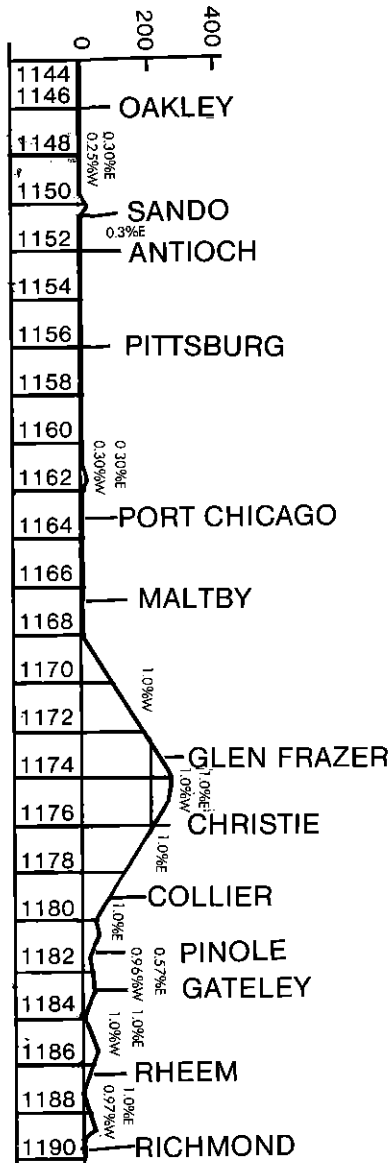 0 200 400
1144
1146
OAKLEY
1148
0.30%E
0.25%W
1150
SANDO
0.3%E
1152
ANTIOCH
1154
1156
PITTSBURG
1158
1160
0.30%E
0.30%W
1162
PORT CHICAGO
1164
1166
MALTBY
1168
1170
1.0%W
1172
GLEN FRAZER
1174
1.0%E
1.0%W
1176
CHRISTIE
1.0%E
1178
COLLIER
1180
1.0%E
PINOLE
1182
0.57%E
0.96%W
GATELEY
1184
1.0%E
1.0%W
1186
RHEEM
1188
1.0%E
0.97%W
1190
RICHMOND